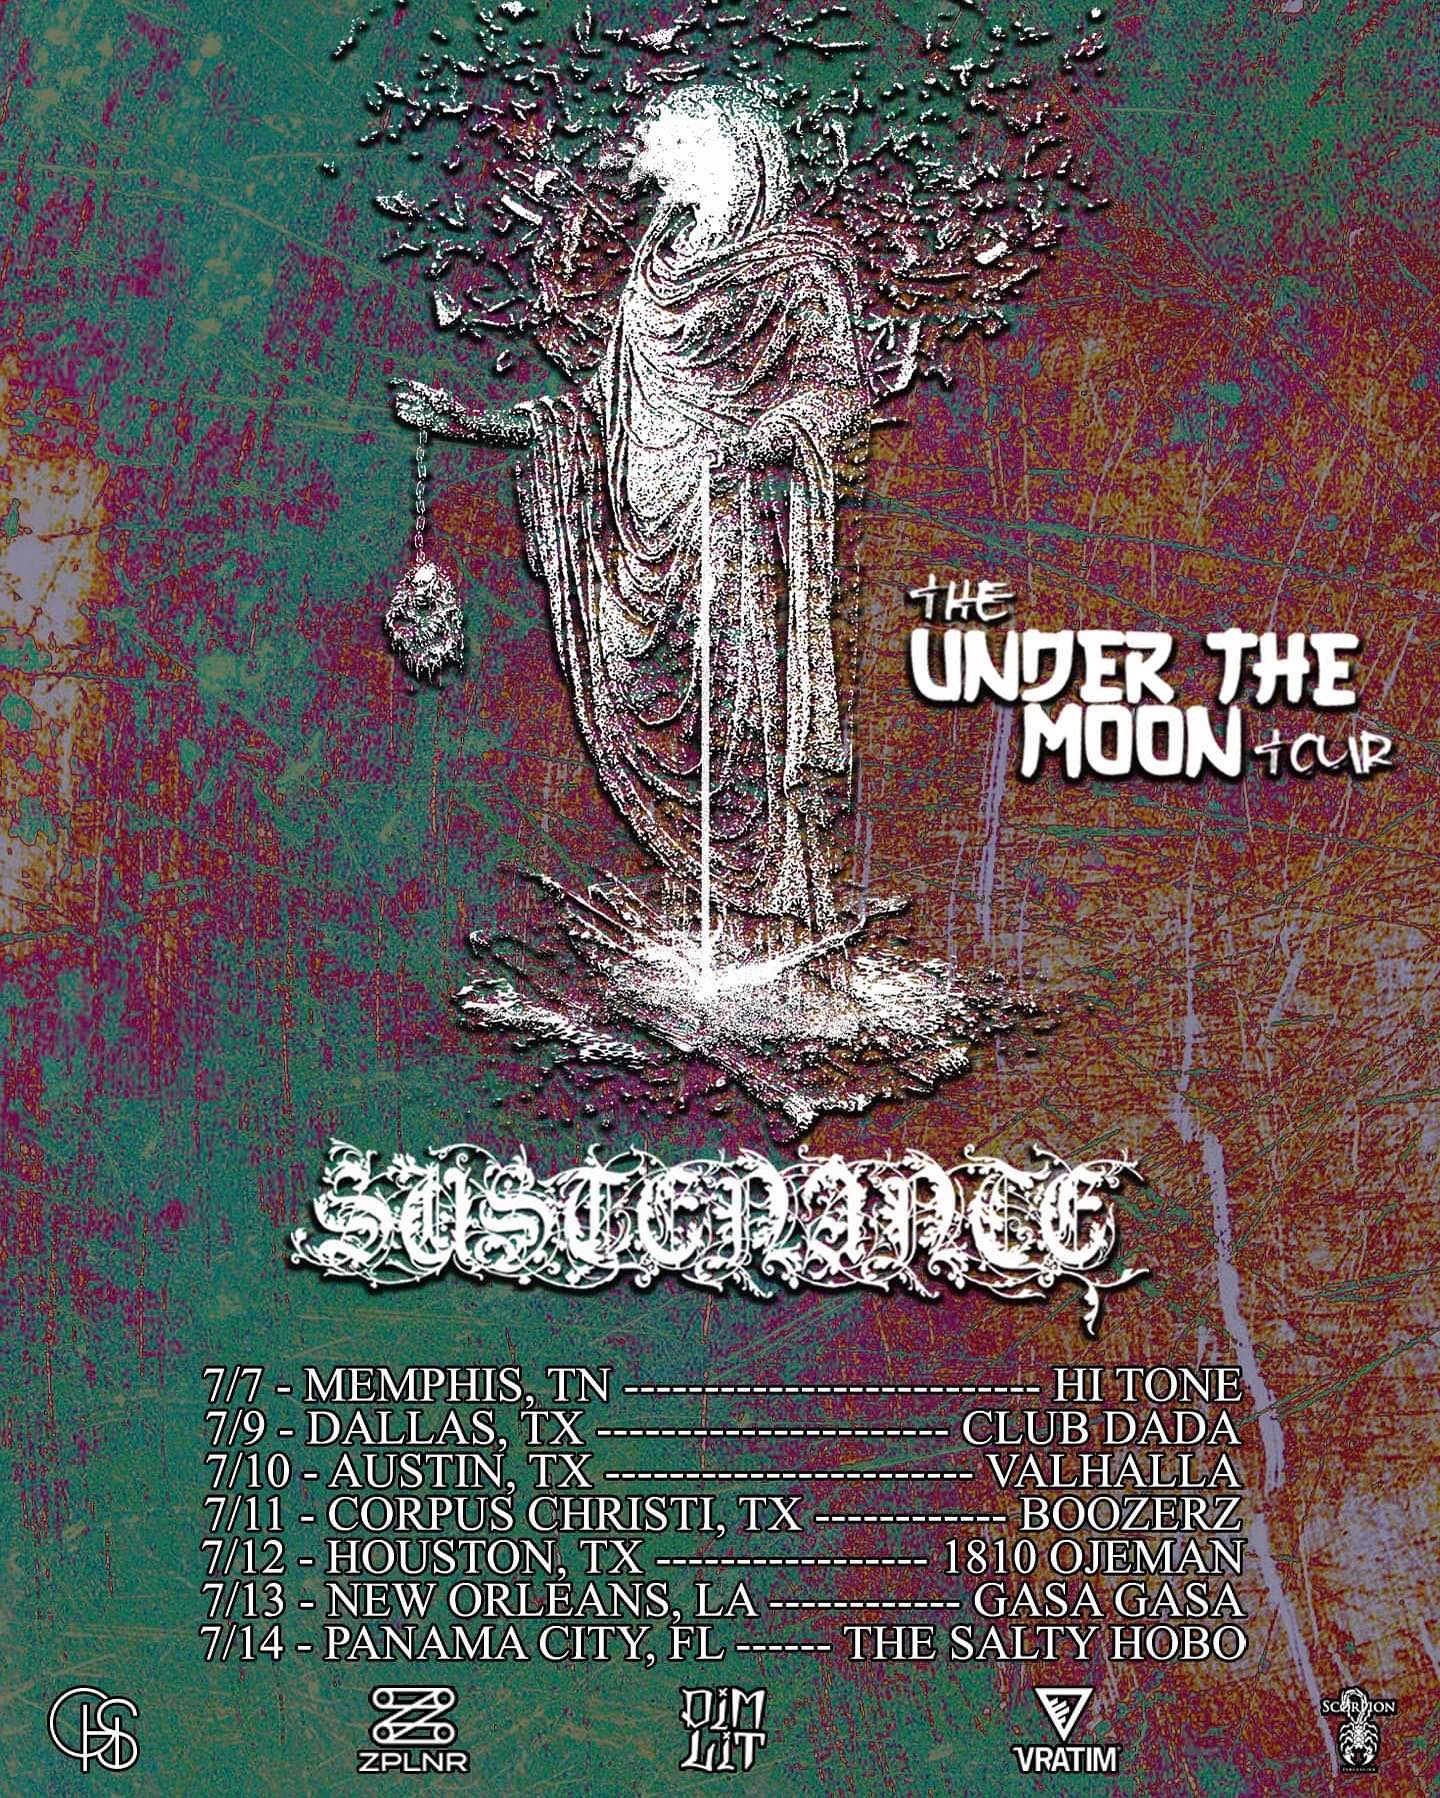 THE
UNDER THE
MOON TOUR
SUSTENANCE
7/7 - MEMPHIS, TN -------------------------- HI TONE
7/9 - DALLAS, TX ---------------------- CLUB DADA
7/10 - AUSTIN, TX ----------------------- VALHALLA
7/11 - CORPUS CHRISTI, TX ------------ BOOZERZ
7/12 - HOUSTON, TX ----------------- 1810 OJEMAN
7/13 - NEW ORLEANS, LA ------------ GASA GASA
7/14 - PANAMA CITY, FL ------ THE SALTY HOBO
ZPLNR
DIM
LIT
VRATIM
SCORPION
PERCUSSION